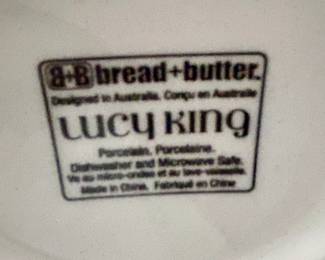 B+B bread+butter.
Designed in Australia. Conçu en Australie
LUCY KING
Porcelain. Porcelaine.
Dishwasher and Microwave Safe.
Va au micro-ondes et au lave-vaisselle.
Made in China. Fabriqué en Chine